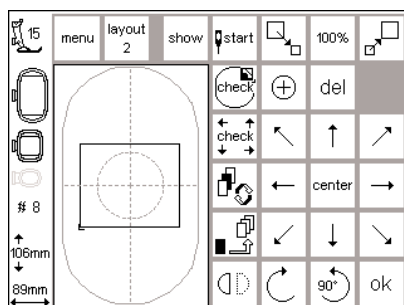 15
menu
layout
2
show
start
100%
check
del
check
# 8
center
106mm
89mm
90°
ok